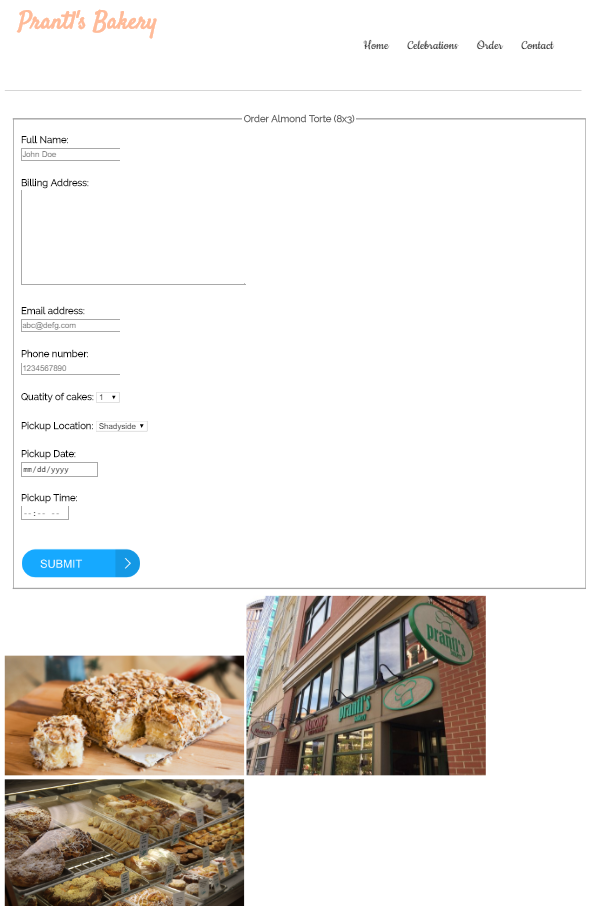 Prantl's Bakery
Home Celebrations Order Contact
Order Almond Torte (8x3)
Full Name:
John Doe
Billing Address:
Email address:
abc@defg.com
Phone number:
1234567890
Quatity of cakes: 1
Pickup Location: Shadyside
Pickup Date:
mm/dd/yyyy
Pickup Time:
--:-- --
SUBMIT
prantl's
prantl's